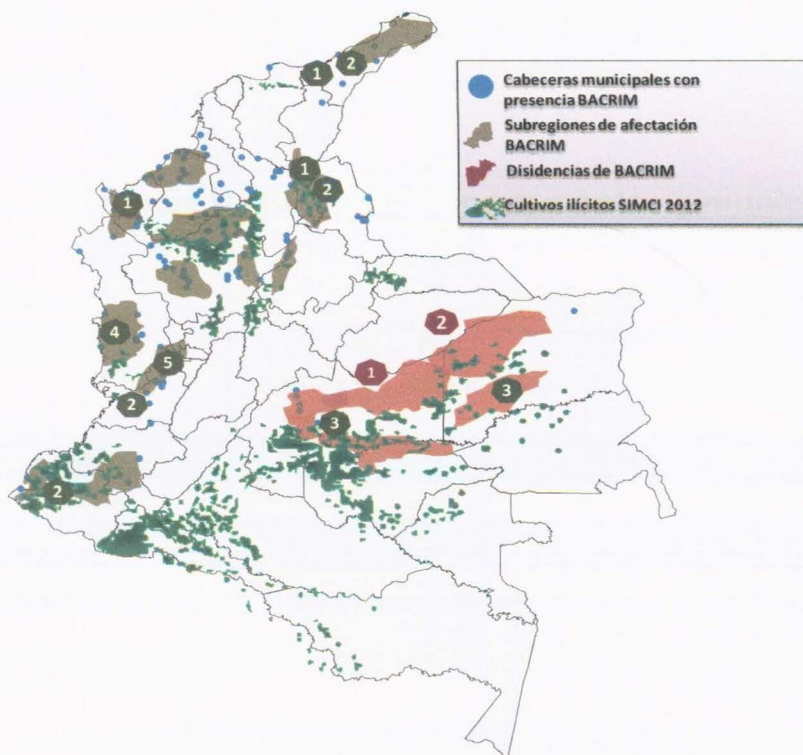 1
2
Cabeceras municipales con
presencia BACRIM
Subregiones de afectación
BACRIM
Disidencias de BACRIM
Cultivos ilícitos SIMCI 2012
1
2
1
2
4
1
5
3
2
3
2